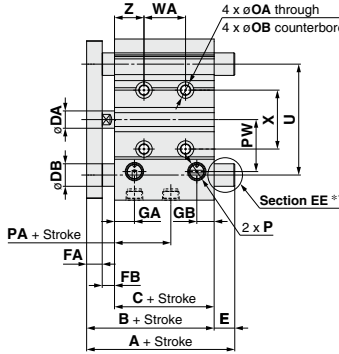 Z
WA
4 x øOA through
4 x øOB counterbore
øDA
PW
X
U
øDB
GA
GB
Section EE *
2 x P
PA + Stroke
FA
FB
C + Stroke
B + Stroke
E
A + Stroke